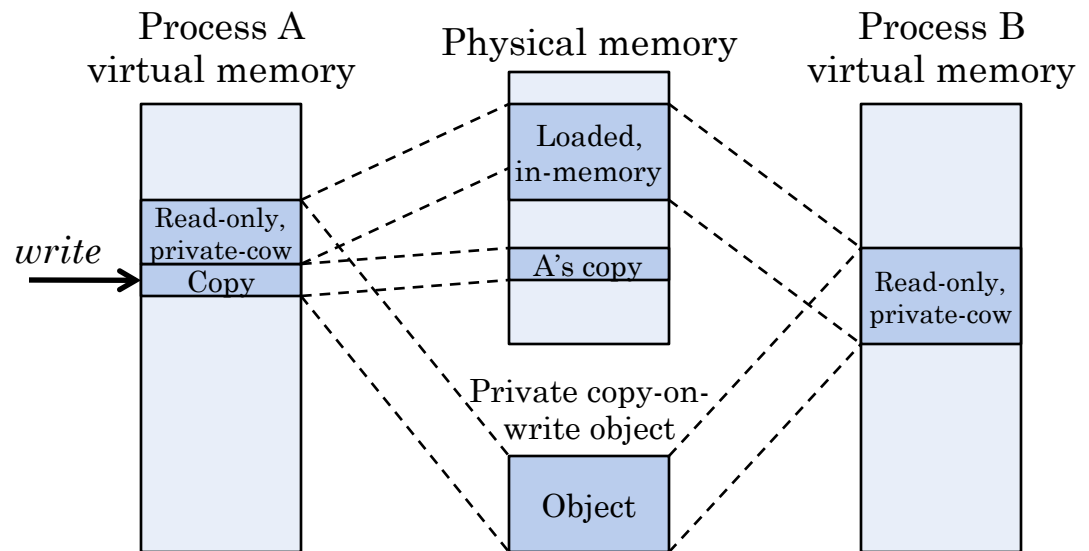 Process A
virtual memory
Physical memory
Process B
virtual memory
Loaded,
in-memory
Read-only,
private-cow
write
Copy
A's copy
Read-only,
private-cow
Private copy-on-
write object
Object